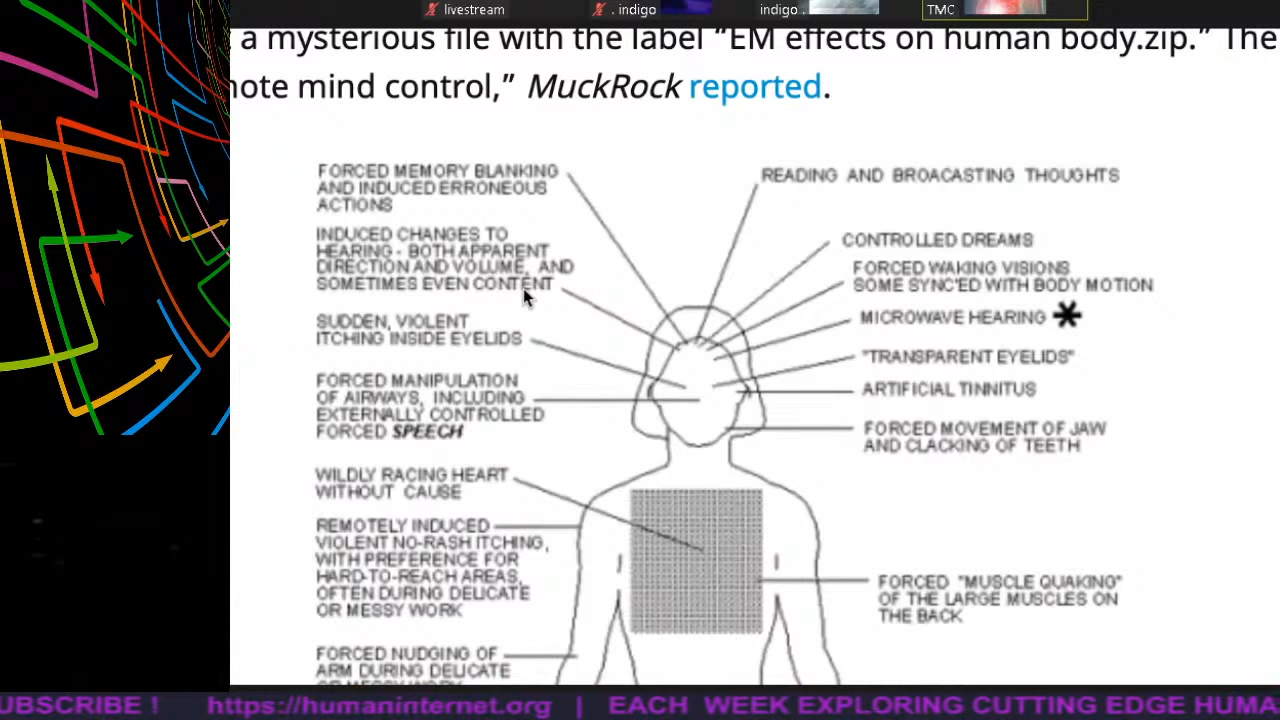 livestream
. indigo
indigo .
TMC
a mysterious file with the label “EM effects on human body.zip.” The
note mind control,” MuckRock reported.
FORCED MEMORY BLANKING
AND INDUCED ERRONEOUS
ACTIONS
INDUCED CHANGES TO
HEARING - BOTH APPARENT
DIRECTION AND VOLUME, AND
SOMETIMES EVEN CONTENT
SUDDEN, VIOLENT
ITCHING INSIDE EYELIDS
FORCED MANIPULATION
OF AIRWAYS, INCLUDING
EXTERNALLY CONTROLLED
FORCED SPEECH
WILDLY RACING HEART
WITHOUT CAUSE
REMOTELY INDUCED
VIOLENT NO-RASH ITCHING,
WITH PREFERENCE FOR
HARD-TO-REACH AREAS,
OFTEN DURING DELICATE
OR MESSY WORK
FORCED NUDGING OF
ARM DURING DELICATE
OR MESSY WORK
READING AND BROACASTING THOUGHTS
CONTROLLED DREAMS
FORCED WAKING VISIONS
SOME SYNC'ED WITH BODY MOTION
MICROWAVE HEARING *
"TRANSPARENT EYELIDS"
ARTIFICIAL TINNITUS
FORCED MOVEMENT OF JAW
AND CLACKING OF TEETH
FORCED "MUSCLE QUAKING"
OF THE LARGE MUSCLES ON
THE BACK
UBSCRIBE ! https://humaninternet.org | EACH WEEK EXPLORING CUTTING EDGE HUMA